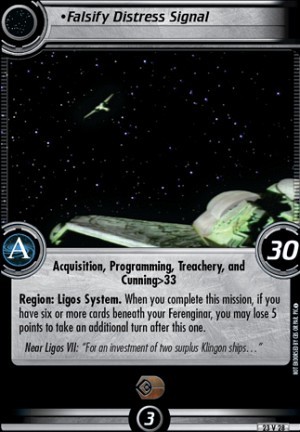 •Falsify Distress Signal
A
30
Acquisition, Programming, Treachery, and
Cunning>33
Region: Ligos System. When you complete this mission, if you
have six or more cards beneath your Ferenginar, you may lose 5
points to take an additional turn after this one.
Near Ligos VII: "For an investment of two surplus Klingon ships…"
3
23 V 28